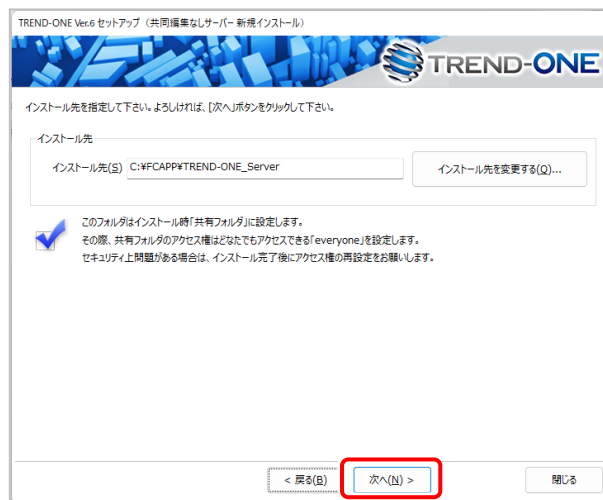 TREND-ONE Ver.6 セットアップ（共同編集なしサーバー 新規インストール）
TREND-ONE
インストール先を指定して下さい。よろしければ、[次へ]ボタンをクリックして下さい。
インストール先
インストール先(S) C:¥FCAPP¥TREND-ONE_Server インストール先を変更する(O)...
このフォルダはインストール時「共有フォルダ」に設定します。
その際、共有フォルダのアクセス権はどなたでもアクセスできる「everyone」を設定します。
セキュリティ上問題がある場合は、インストール完了後にアクセス権の再設定をお願いします。
< 戻る(B) 次へ(N) > 閉じる